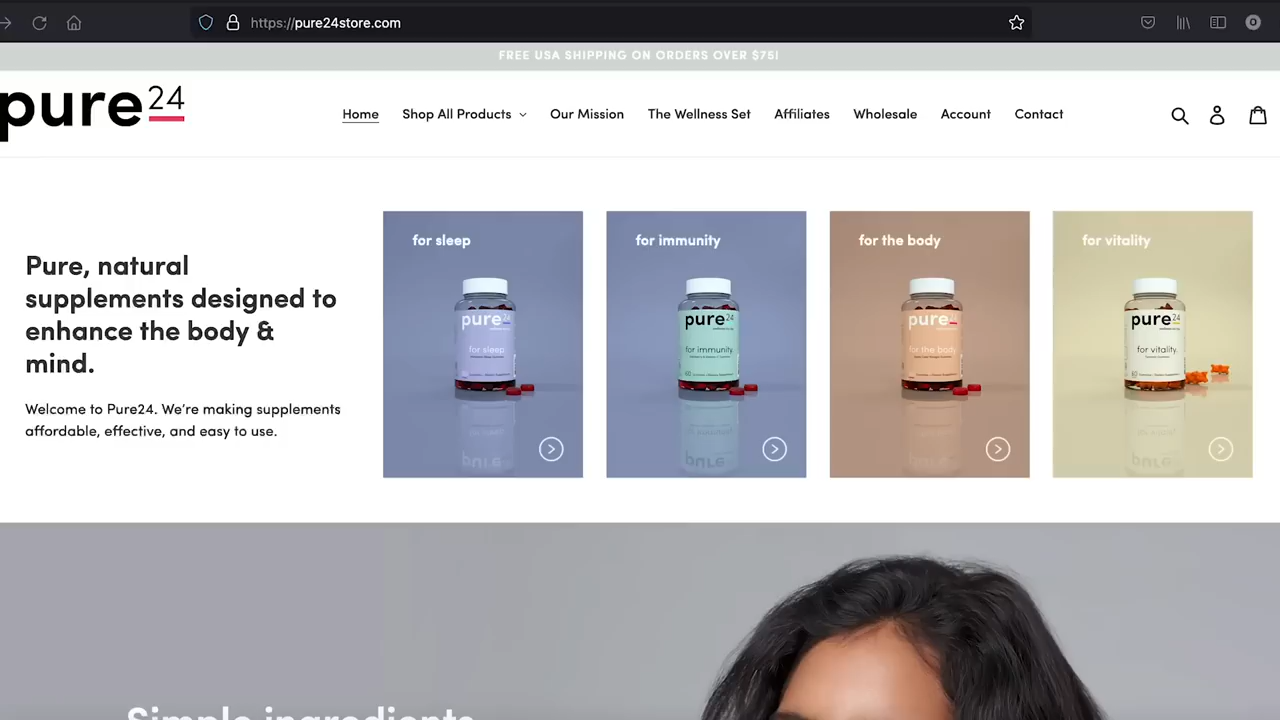 https://pure24store.com
FREE USA SHIPPING ON ORDERS OVER $75!
pure24
Home Shop All Products Our Mission The Wellness Set Affiliates Wholesale Account Contact
Pure, natural
supplements designed to
enhance the body &
mind.
Welcome to Pure24. We're making supplements
affordable, effective, and easy to use.
for sleep
pure24
for sleep
for immunity
pure24
for immunity.
for the body
pure24
for the body
for vitality
pure24
for vitality.
Simple ingredients